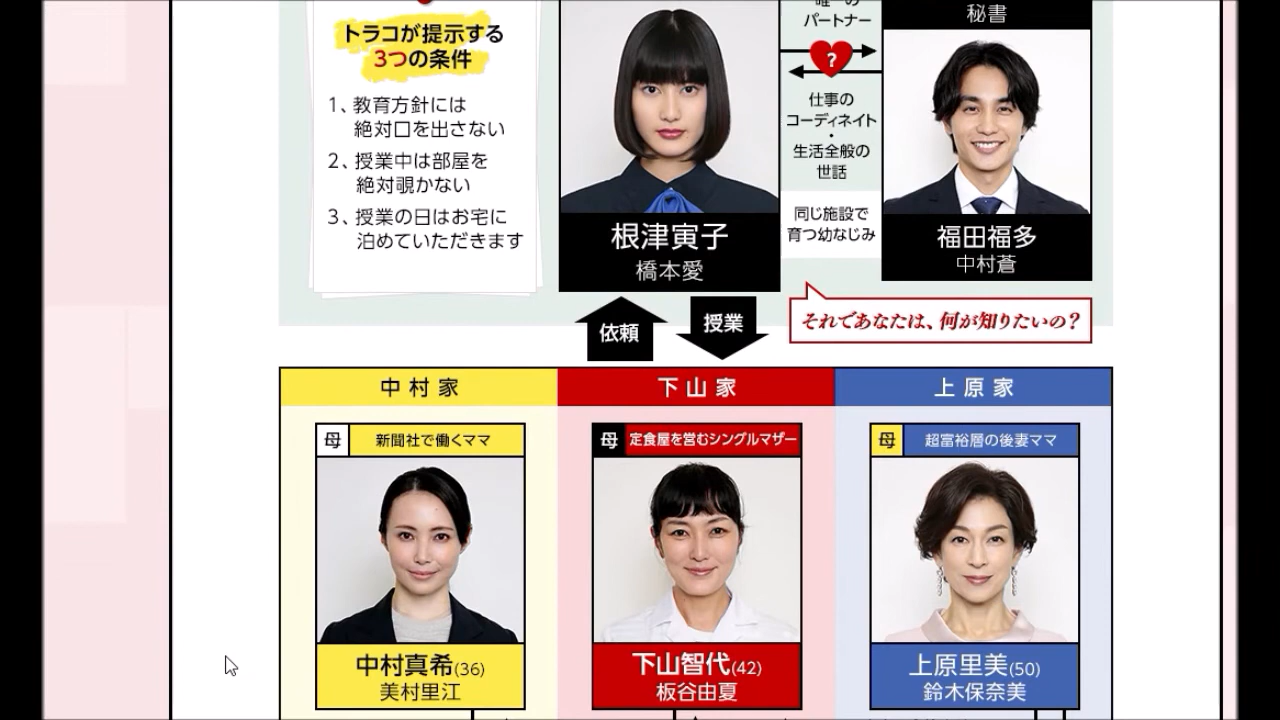 トラコが提示する
3つの条件
1、教育方針には
絶対口を出さない
2、授業中は部屋を
絶対覗かない
3、授業の日はお宅に
泊めていただきます
根津寅子
橋本愛
パートナー
?
仕事の
コーディネイト
・
生活全般の
世話
同じ施設で
育つ幼なじみ
秘書
福田福多
中村蒼
依頼
授業
それであなたは、何が知りたいの?
中村家
母 新聞社で働くママ
中村真希(36)
美村里江
下山家
母 定食屋を営むシングルマザー
下山智代(42)
板谷由夏
上原家
母 超富裕層の後妻ママ
上原里美(50)
鈴木保奈美